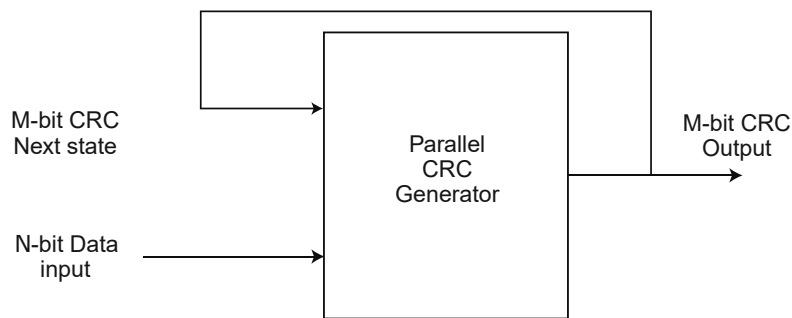 M-bit CRC
Next state
N-bit Data
input
Parallel
CRC
Generator
M-bit CRC
Output